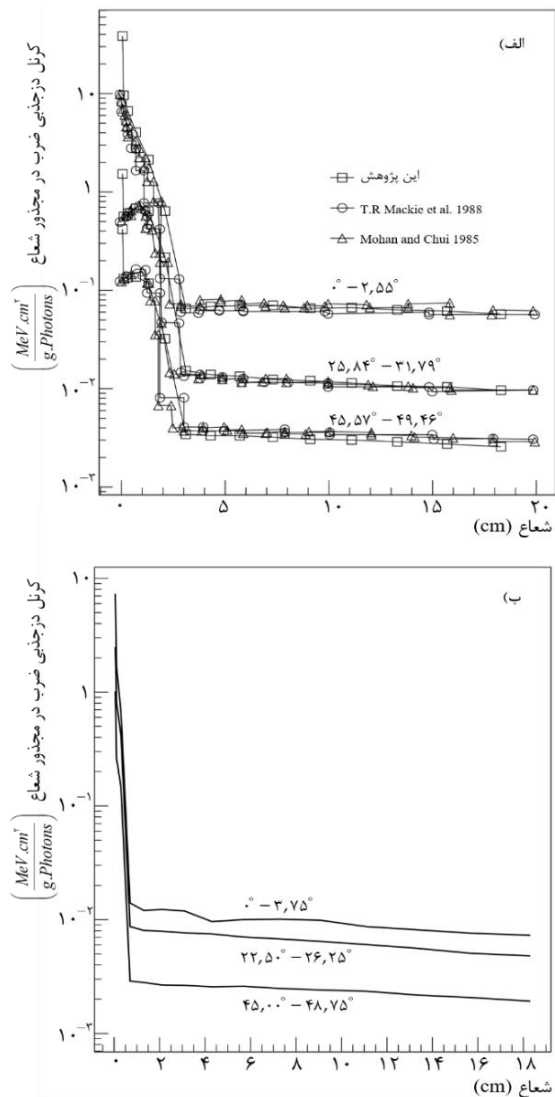 الف)
کرنل دزجذبی ضرب در مجذور شعاع
(MeV.cm² / g.Photons)
۱۰
۱
۱۰⁻¹
۱۰⁻²
۱۰⁻³
این پژوهش
T.R Mackie et al. 1988
Mohan and Chui 1985
۰° – ۲,۵۵°
۲۵,۸۴° – ۳۱,۷۹°
۴۵,۵۷° – ۴۹,۴۶°
۰ ۵ ۱۰ ۱۵ ۲۰
شعاع (cm)
ب)
کرنل دزجذبی ضرب در مجذور شعاع
(MeV.cm² / g.Photons)
۱۰
۱
۱۰⁻¹
۱۰⁻²
۱۰⁻³
۰° – ۳,۷۵°
۲۲,۵۰° – ۲۶,۲۵°
۴۵,۰۰° – ۴۸,۷۵°
۰ ۲ ۴ ۶ ۸ ۱۰ ۱۲ ۱۴ ۱۶ ۱۸
شعاع (cm)